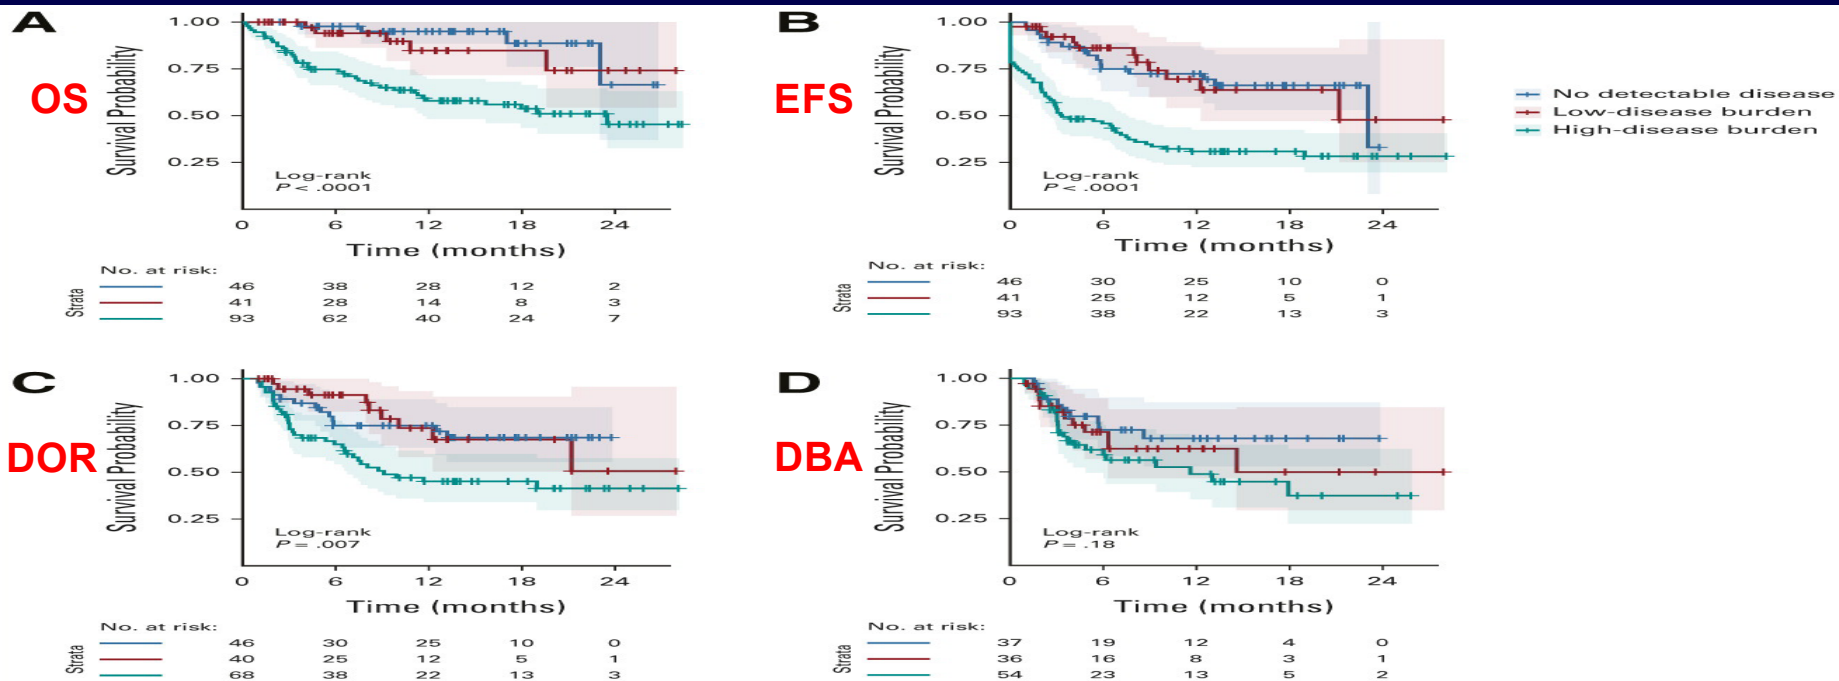 A
OS
Survival Probability
1.00
0.75
0.50
0.25
Log-rank
P < .0001
0 6 12 18 24
Time (months)
No. at risk:
Strata
46 38 28 12 2
41 28 14 8 3
93 62 40 24 7
B
EFS
Survival Probability
1.00
0.75
0.50
0.25
Log-rank
P < .0001
0 6 12 18 24
Time (months)
No. at risk:
Strata
46 30 25 10 0
41 25 12 5 1
93 38 22 13 3
No detectable disease
Low-disease burden
High-disease burden
C
DOR
Survival Probability
1.00
0.75
0.50
0.25
Log-rank
P = .007
0 6 12 18 24
Time (months)
No. at risk:
Strata
46 30 25 10 0
40 25 12 5 1
68 38 22 13 3
D
DBA
Survival Probability
1.00
0.75
0.50
0.25
Log-rank
P = .18
0 6 12 18 24
Time (months)
No. at risk:
Strata
37 19 12 4 0
36 16 8 3 1
54 23 13 5 2